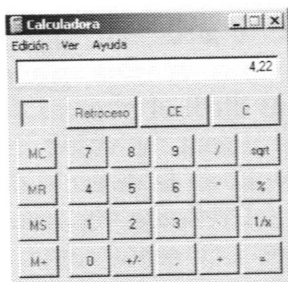 Calculadora
Edición Ver Ayuda
4,22
Retroceso CE C
MC 7 8 9 / sqrt
MR 4 5 6 * %
MS 1 2 3 - 1/x
M+ 0 +/- , + =